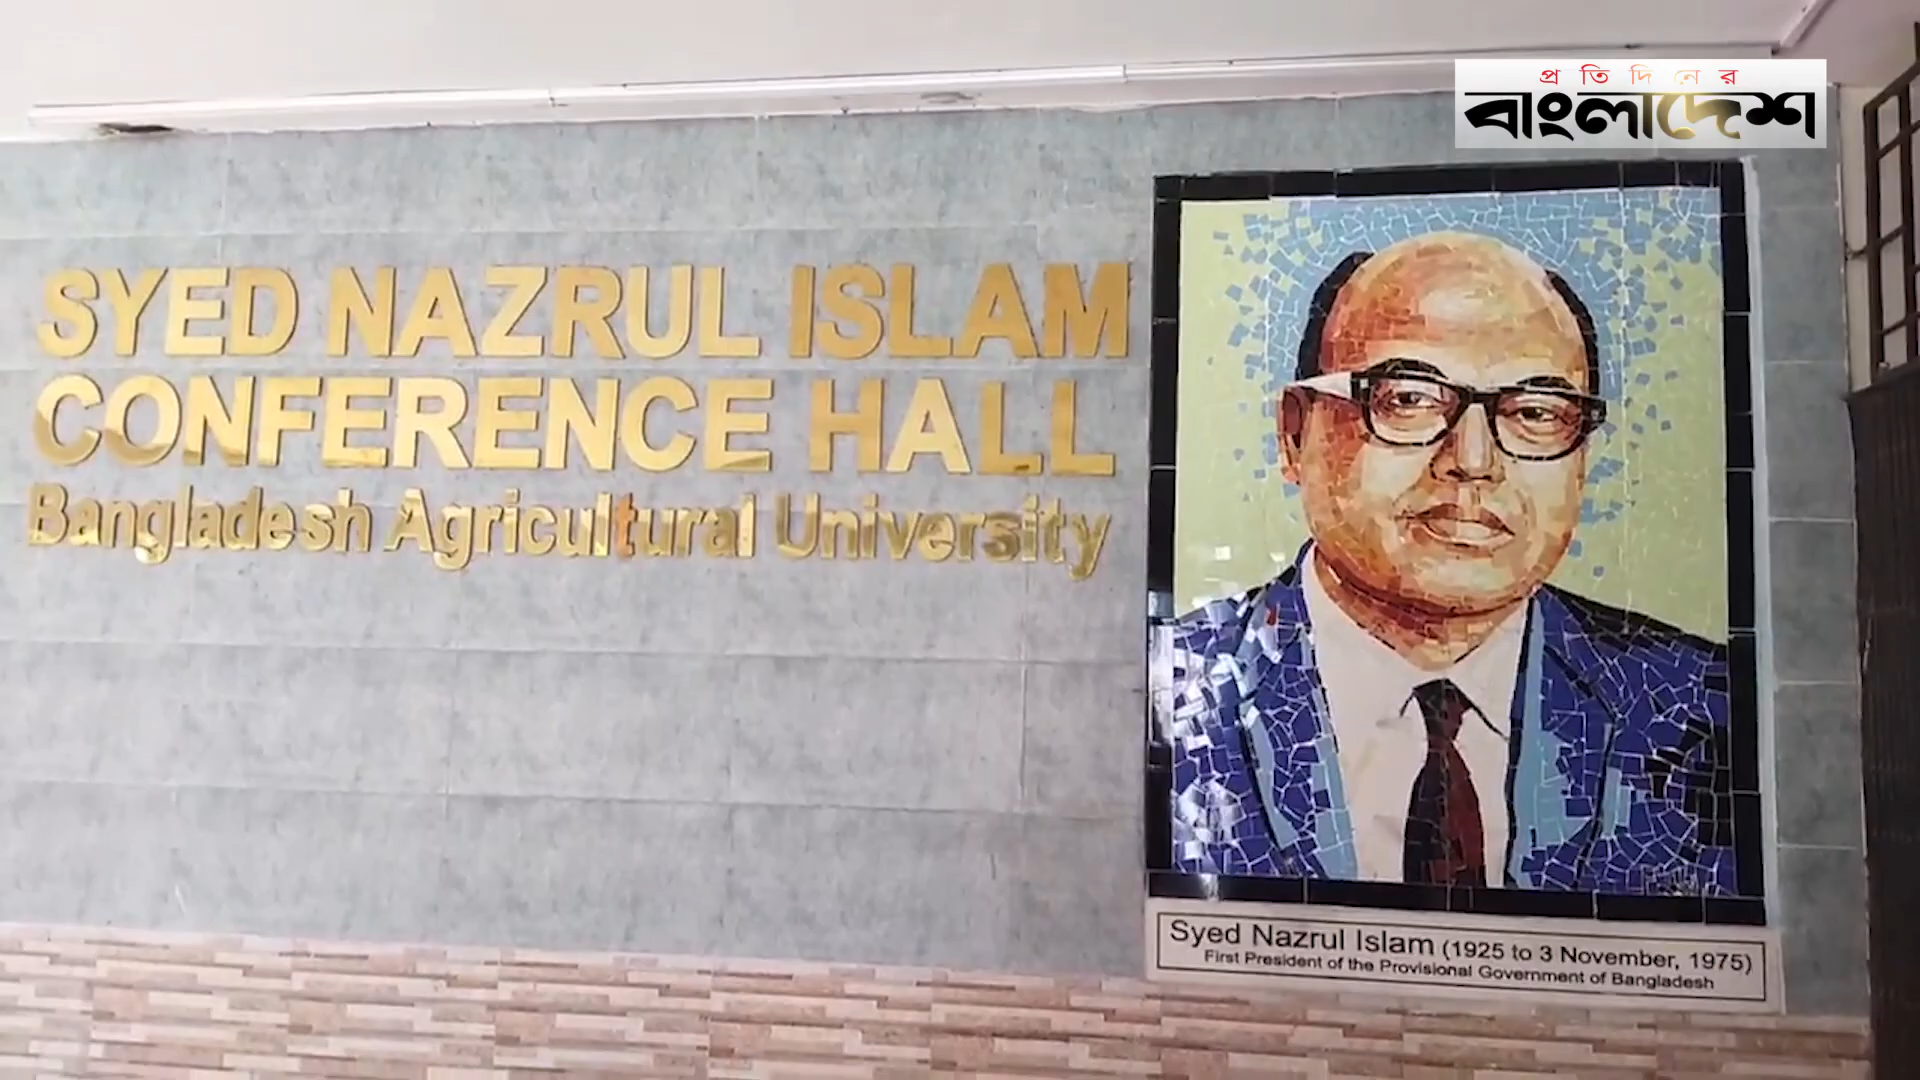 প্রতিদিনের
বাংলাদেশ
SYED NAZRUL ISLAM
CONFERENCE HALL
Bangladesh Agricultural University
Syed Nazrul Islam (1925 to 3 November, 1975)
First President of the Provisional Government of Bangladesh